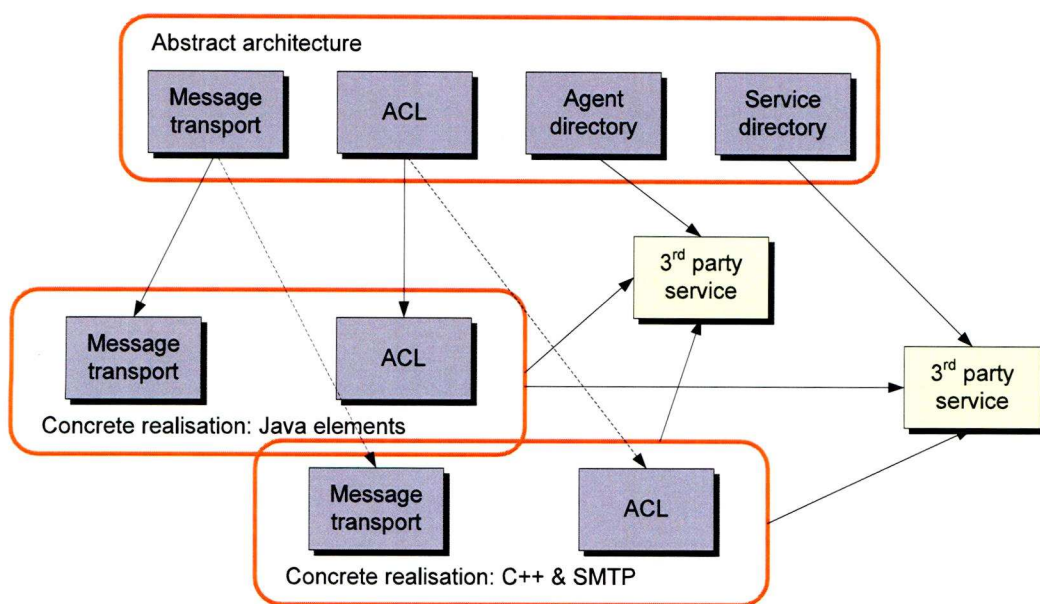 Abstract architecture
Message
transport
ACL
Agent
directory
Service
directory
3rd party
service
Message
transport
ACL
3rd party
service
Concrete realisation: Java elements
Message
transport
ACL
Concrete realisation: C++ & SMTP